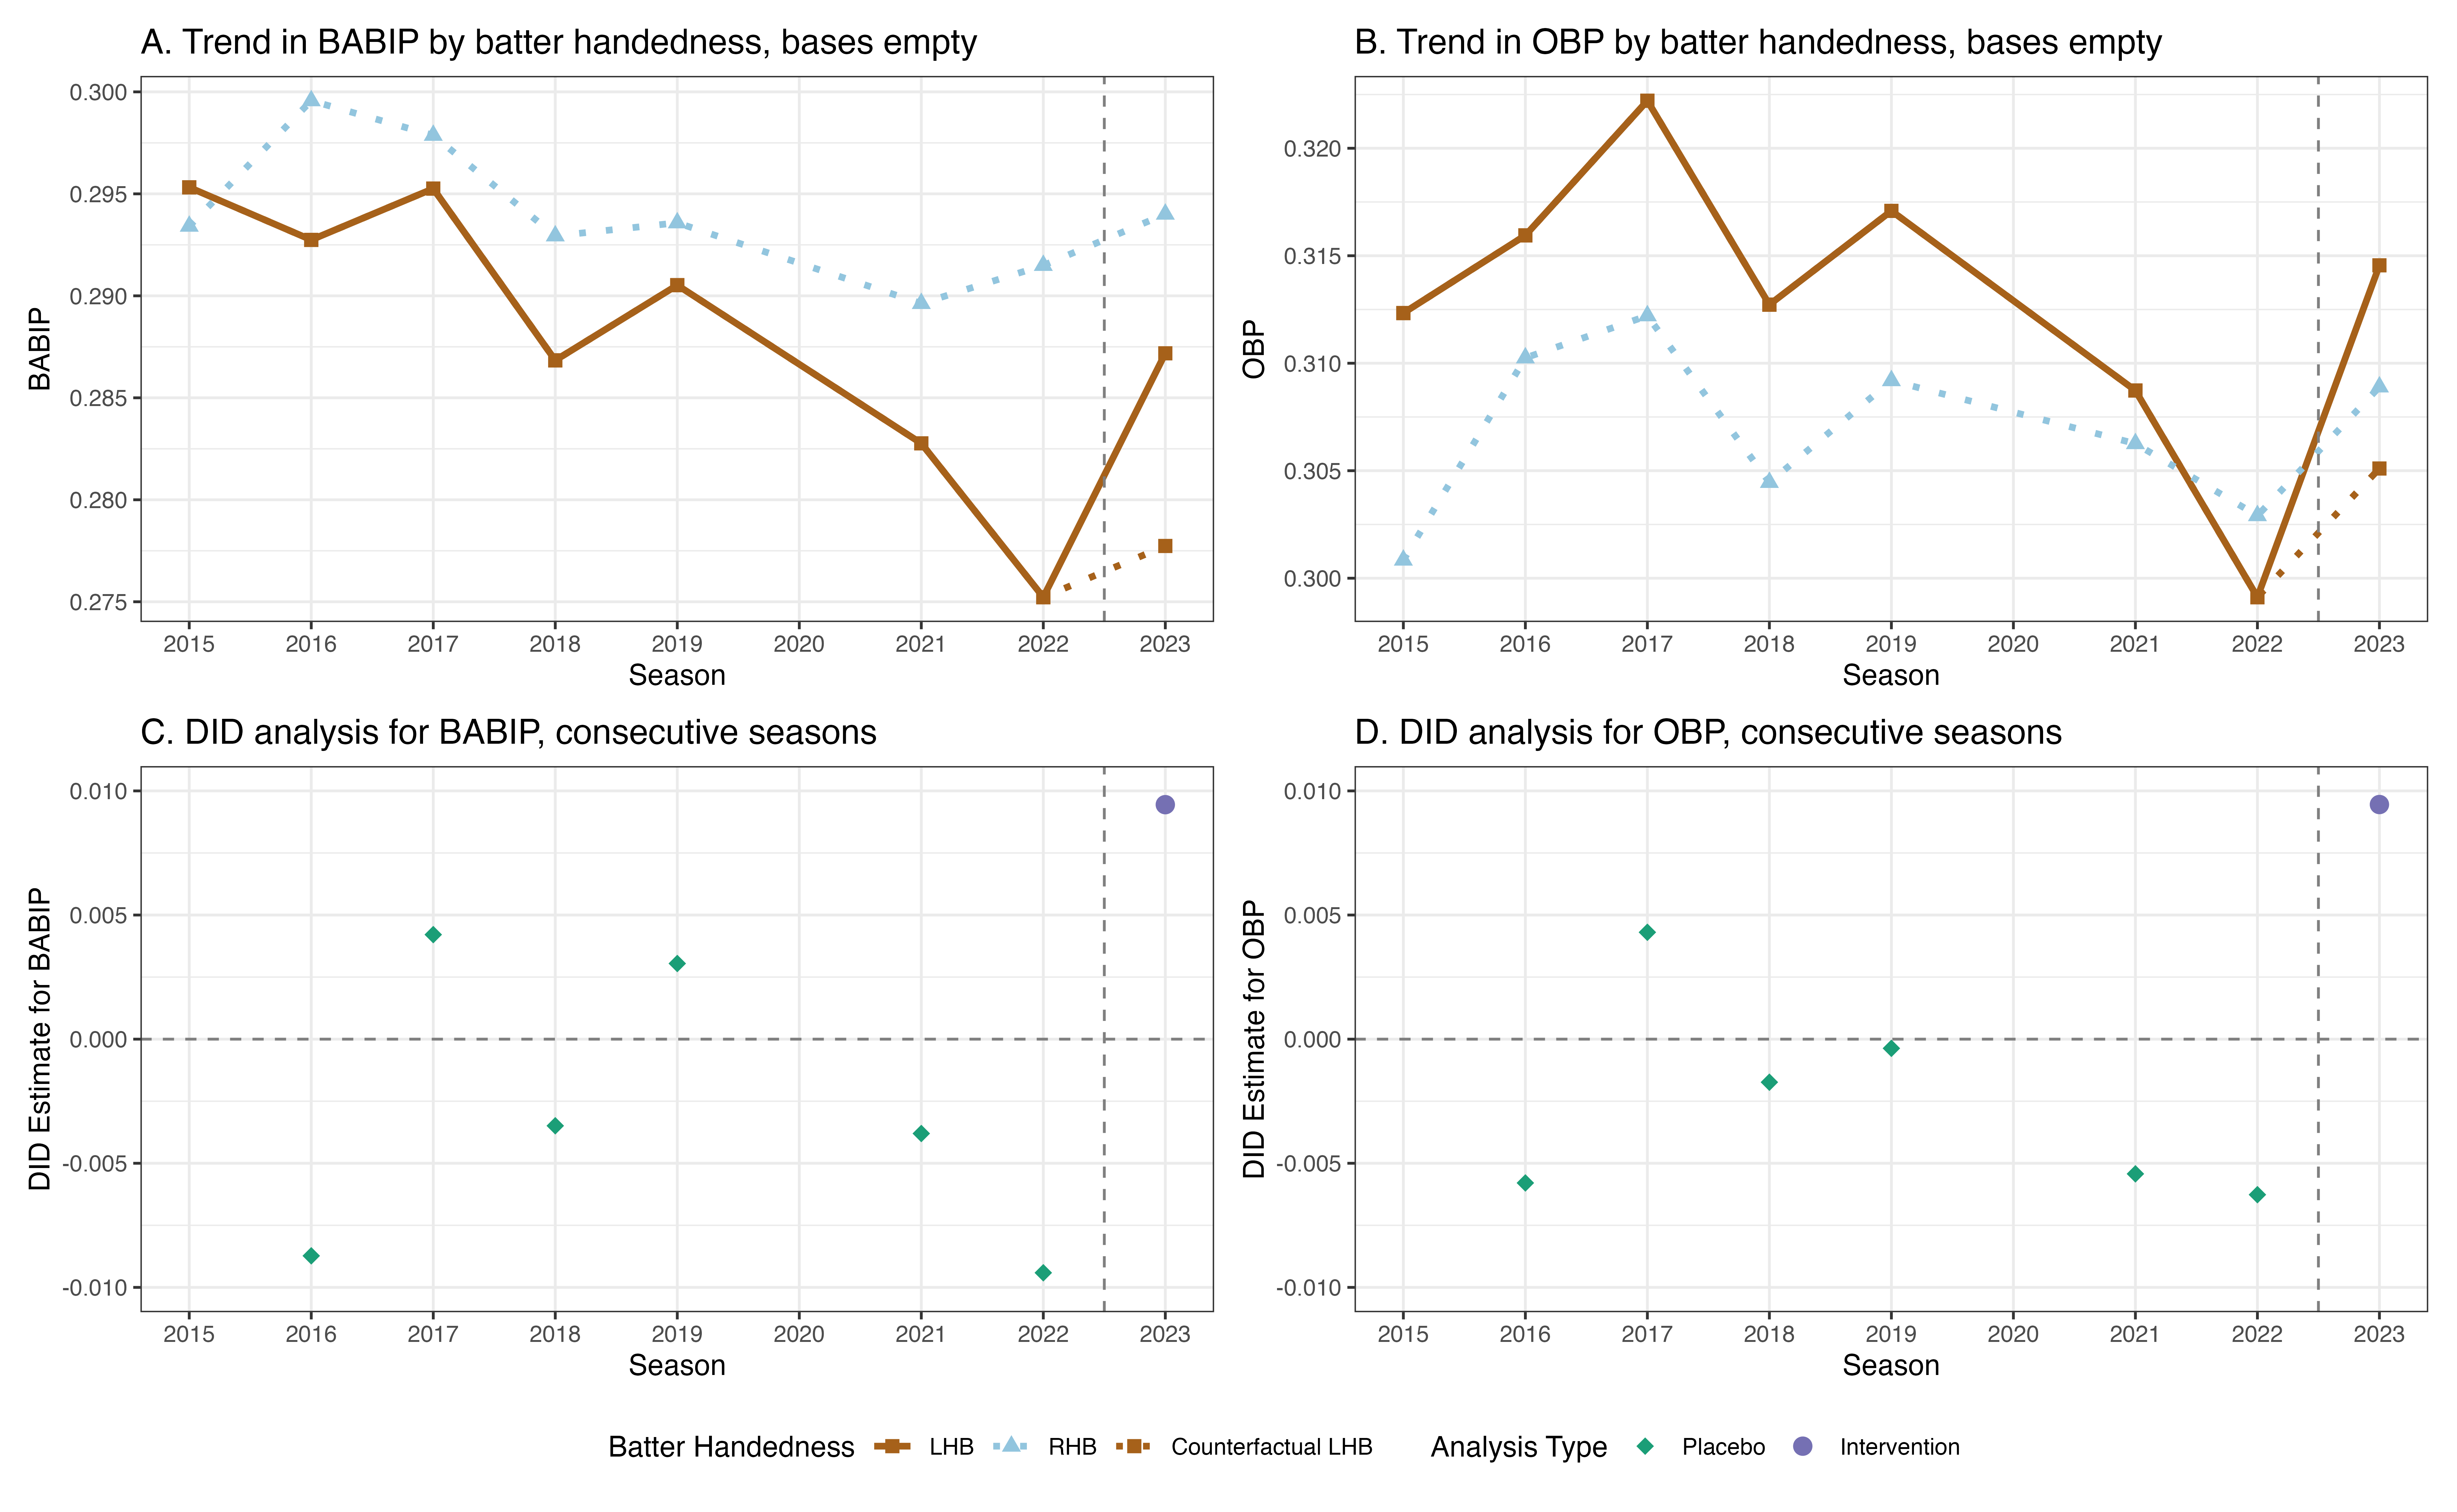 A. Trend in BABIP by batter handedness, bases empty
0.300
0.295
0.290
0.285
0.280
0.275
BABIP
2015 2016 2017 2018 2019 2020 2021 2022 2023
Season
B. Trend in OBP by batter handedness, bases empty
0.320
0.315
0.310
0.305
0.300
OBP
2015 2016 2017 2018 2019 2020 2021 2022 2023
Season
C. DID analysis for BABIP, consecutive seasons
0.010
0.005
0.000
-0.005
-0.010
DID Estimate for BABIP
2015 2016 2017 2018 2019 2020 2021 2022 2023
Season
D. DID analysis for OBP, consecutive seasons
0.010
0.005
0.000
-0.005
-0.010
DID Estimate for OBP
2015 2016 2017 2018 2019 2020 2021 2022 2023
Season
Batter Handedness LHB RHB Counterfactual LHB Analysis Type Placebo Intervention